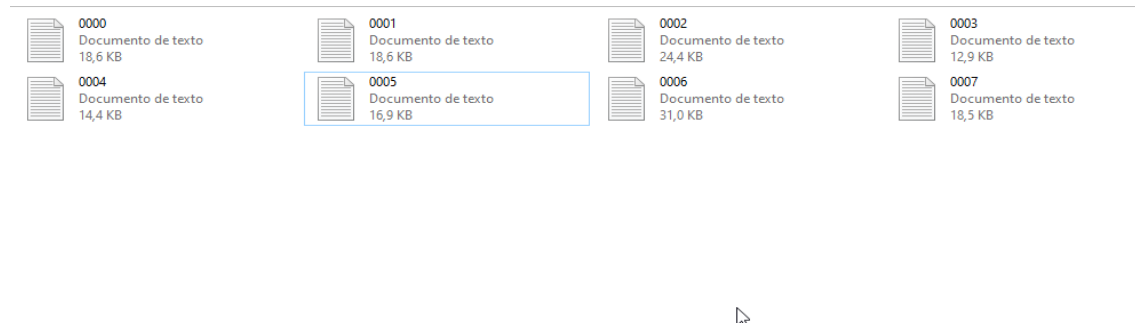 0000
Documento de texto
18,6 KB
0001
Documento de texto
18,6 KB
0002
Documento de texto
24,4 KB
0003
Documento de texto
12,9 KB
0004
Documento de texto
14,4 KB
0005
Documento de texto
16,9 KB
0006
Documento de texto
31,0 KB
0007
Documento de texto
18,5 KB